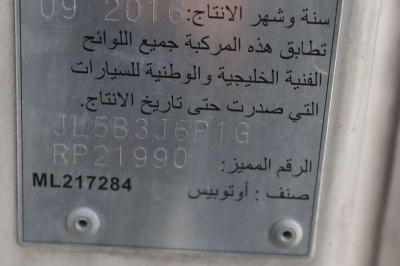 سنة وشهر الانتاج: 09 2016
تطابق هذه المركبة جميع اللوائح
الفنية الخليجية والوطنية للسيارات
التي صدرت حتى تاريخ الانتاج.
JL5B3J6P1G
RP21990
الرقم المميز:
ML217284
صنف : أوتوبيس